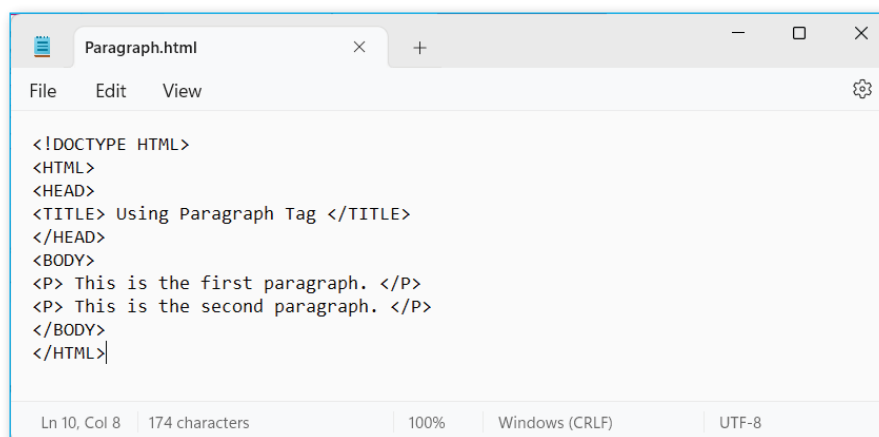 Paragraph.html
File Edit View
<!DOCTYPE HTML>
<HTML>
<HEAD>
<TITLE> Using Paragraph Tag </TITLE>
</HEAD>
<BODY>
<P> This is the first paragraph. </P>
<P> This is the second paragraph. </P>
</BODY>
</HTML>
Ln 10, Col 8 174 characters 100% Windows (CRLF) UTF-8